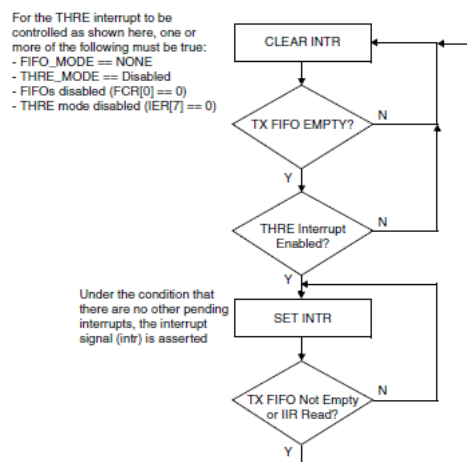 For the THRE interrupt to be
controlled as shown here, one or
more of the following must be true:
- FIFO_MODE == NONE
- THRE_MODE == Disabled
- FIFOs disabled (FCR[0] == 0)
- THRE mode disabled (IER[7] == 0)
CLEAR INTR
TX FIFO EMPTY?
N
Y
THRE Interrupt
Enabled?
N
Y
Under the condition that
there are no other pending
interrupts, the interrupt
signal (intr) is asserted
SET INTR
TX FIFO Not Empty
or IIR Read?
N
Y